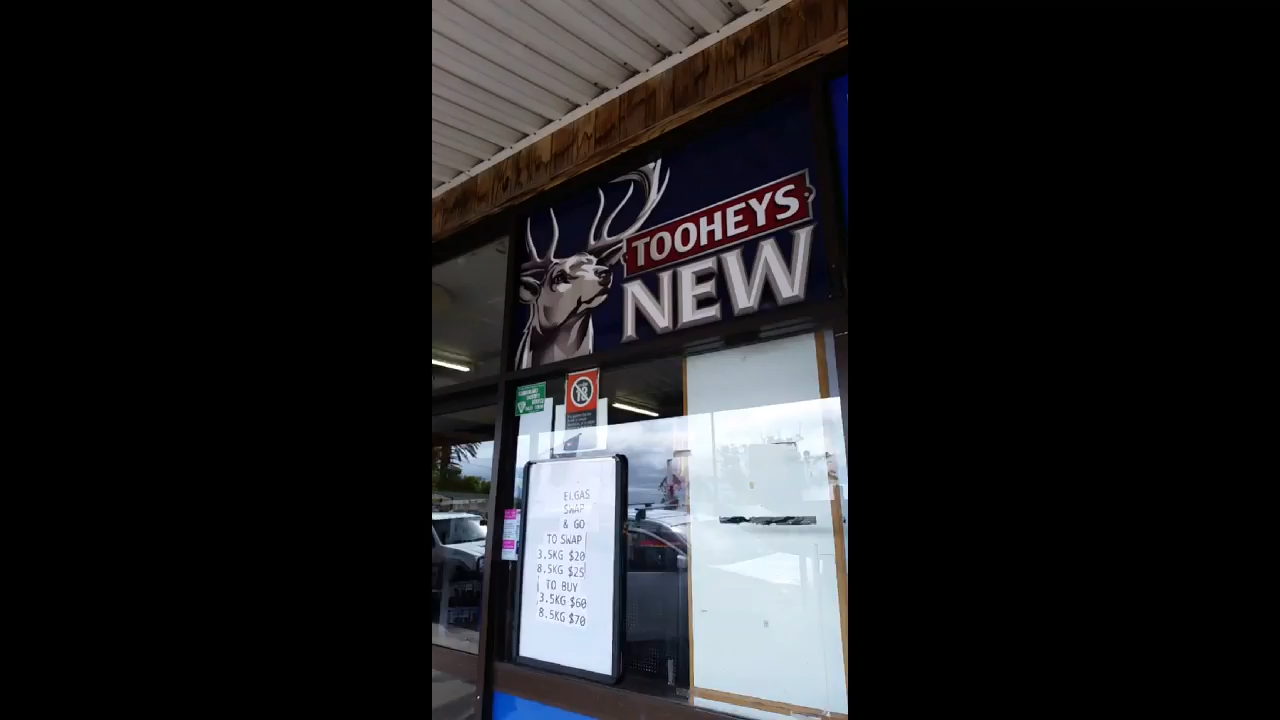 TOOHEYS
NEW
18
ELGAS
SWAP
& GO
TO SWAP
3.5KG $20
8.5KG $25
TO BUY
3.5KG $60
8.5KG $70